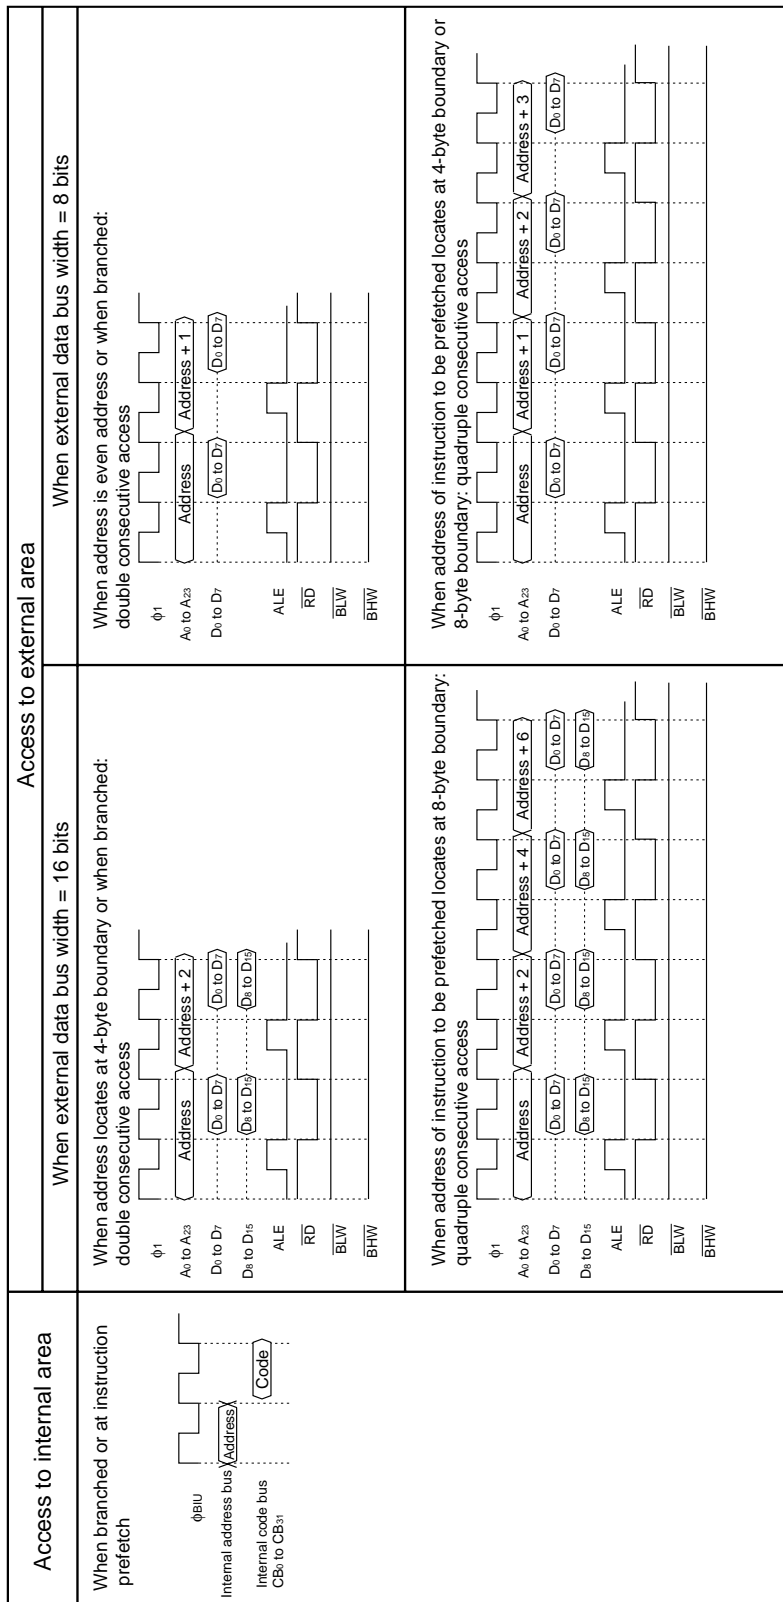 Access to internal area
When branched or at instruction
prefetch
φBIU
Internal address bus
Address
Internal code bus
CB0 to CB31
Code
Access to external area
When external data bus width = 16 bits
When address locates at 4-byte boundary or when branched:
double consecutive access
φ1
A0 to A23
Address
Address + 2
D0 to D7
D0 to D7
D0 to D7
D8 to D15
D8 to D15
D8 to D15
ALE
RD
BLW
BHW
When address of instruction to be prefetched locates at 8-byte boundary:
quadruple consecutive access
φ1
A0 to A23
Address
Address + 2
Address + 4
Address + 6
D0 to D7
D0 to D7
D0 to D7
D0 to D7
D0 to D7
D8 to D15
D8 to D15
D8 to D15
D8 to D15
D8 to D15
ALE
RD
BLW
BHW
When external data bus width = 8 bits
When address is even address or when branched:
double consecutive access
φ1
A0 to A23
Address
Address + 1
D0 to D7
D0 to D7
D0 to D7
ALE
RD
BLW
BHW
When address of instruction to be prefetched locates at 4-byte boundary or
8-byte boundary: quadruple consecutive access
φ1
A0 to A23
Address
Address + 1
Address + 2
Address + 3
D0 to D7
D0 to D7
D0 to D7
D0 to D7
D0 to D7
ALE
RD
BLW
BHW